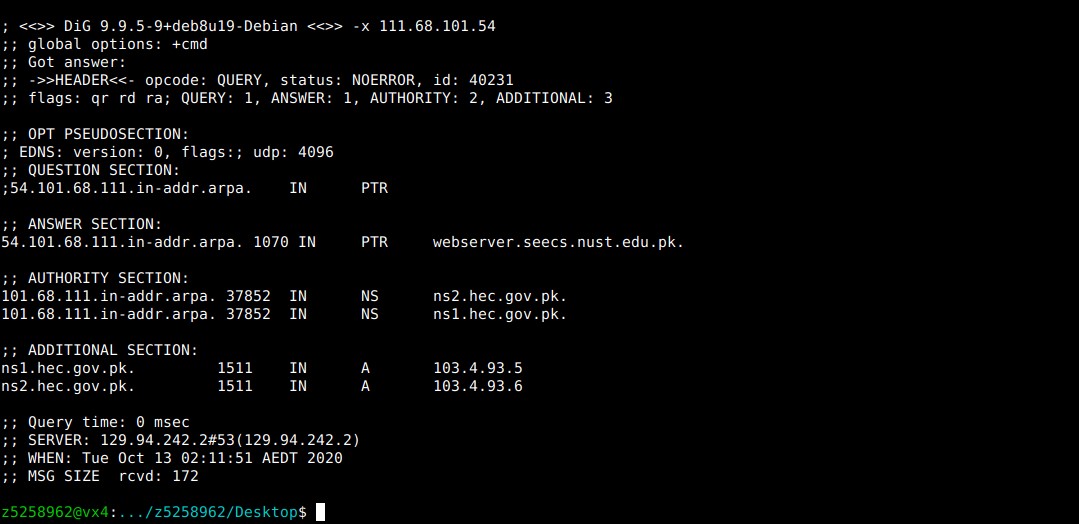 ; <<>> DiG 9.9.5-9+deb8u19-Debian <<>> -x 111.68.101.54
;; global options: +cmd
;; Got answer:
;; ->>HEADER<<- opcode: QUERY, status: NOERROR, id: 40231
;; flags: qr rd ra; QUERY: 1, ANSWER: 1, AUTHORITY: 2, ADDITIONAL: 3
;; OPT PSEUDOSECTION:
; EDNS: version: 0, flags:; udp: 4096
;; QUESTION SECTION:
;54.101.68.111.in-addr.arpa. IN PTR
;; ANSWER SECTION:
54.101.68.111.in-addr.arpa. 1070 IN PTR webserver.seecs.nust.edu.pk.
;; AUTHORITY SECTION:
101.68.111.in-addr.arpa. 37852 IN NS ns2.hec.gov.pk.
101.68.111.in-addr.arpa. 37852 IN NS ns1.hec.gov.pk.
;; ADDITIONAL SECTION:
ns1.hec.gov.pk. 1511 IN A 103.4.93.5
ns2.hec.gov.pk. 1511 IN A 103.4.93.6
;; Query time: 0 msec
;; SERVER: 129.94.242.2#53(129.94.242.2)
;; WHEN: Tue Oct 13 02:11:51 AEDT 2020
;; MSG SIZE rcvd: 172
z5258962@vx4:.../z5258962/Desktop$